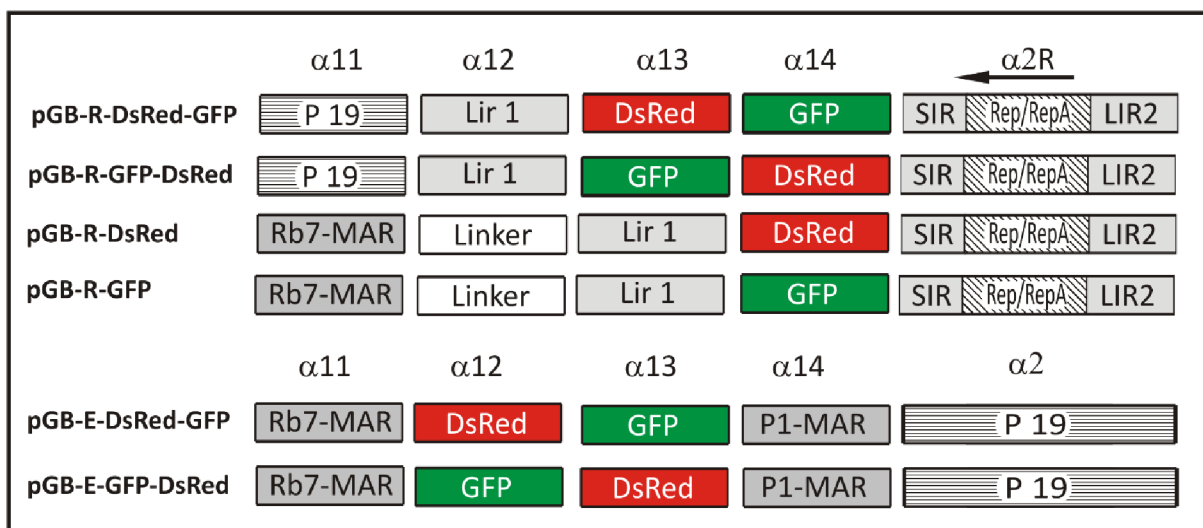 α11 α12 α13 α14 α2R
pGB-R-DsRed-GFP P 19 Lir 1 DsRed GFP SIR Rep/RepA LIR2
pGB-R-GFP-DsRed P 19 Lir 1 GFP DsRed SIR Rep/RepA LIR2
pGB-R-DsRed Rb7-MAR Linker Lir 1 DsRed SIR Rep/RepA LIR2
pGB-R-GFP Rb7-MAR Linker Lir 1 GFP SIR Rep/RepA LIR2
α11 α12 α13 α14 α2
pGB-E-DsRed-GFP Rb7-MAR DsRed GFP P1-MAR P 19
pGB-E-GFP-DsRed Rb7-MAR GFP DsRed P1-MAR P 19